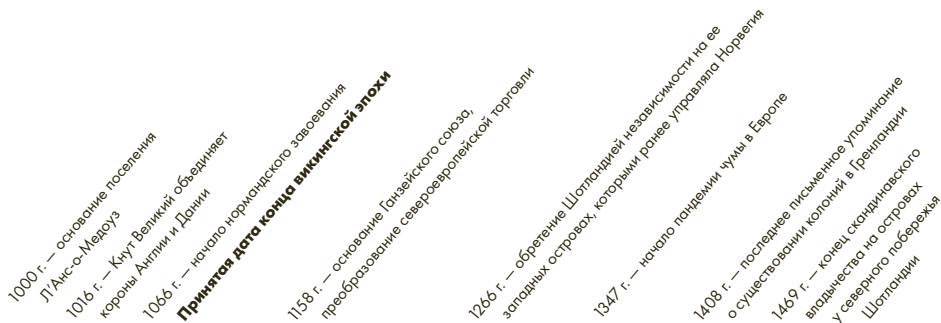 1000 г. — основание поселения
Л'Анс-о-Медоуз
1016 г. — Кнут Великий объединяет
короны Англии и Дании
1066 г. — начало нормандского завоевания
Принятая дата конца викингской эпохи
1158 г. — основание Ганзейского союза,
преобразование североевропейской торговли
1266 г. — обретение Шотландией независимости на ее
западных островах, которыми ранее управляла Норвегия
1347 г. — начало пандемии чумы в Европе
1408 г. — последнее письменное упоминание
о существовании колоний в Гренландии
1469 г. — конец скандинавского
владычества на островах
у северного побережья
Шотландии